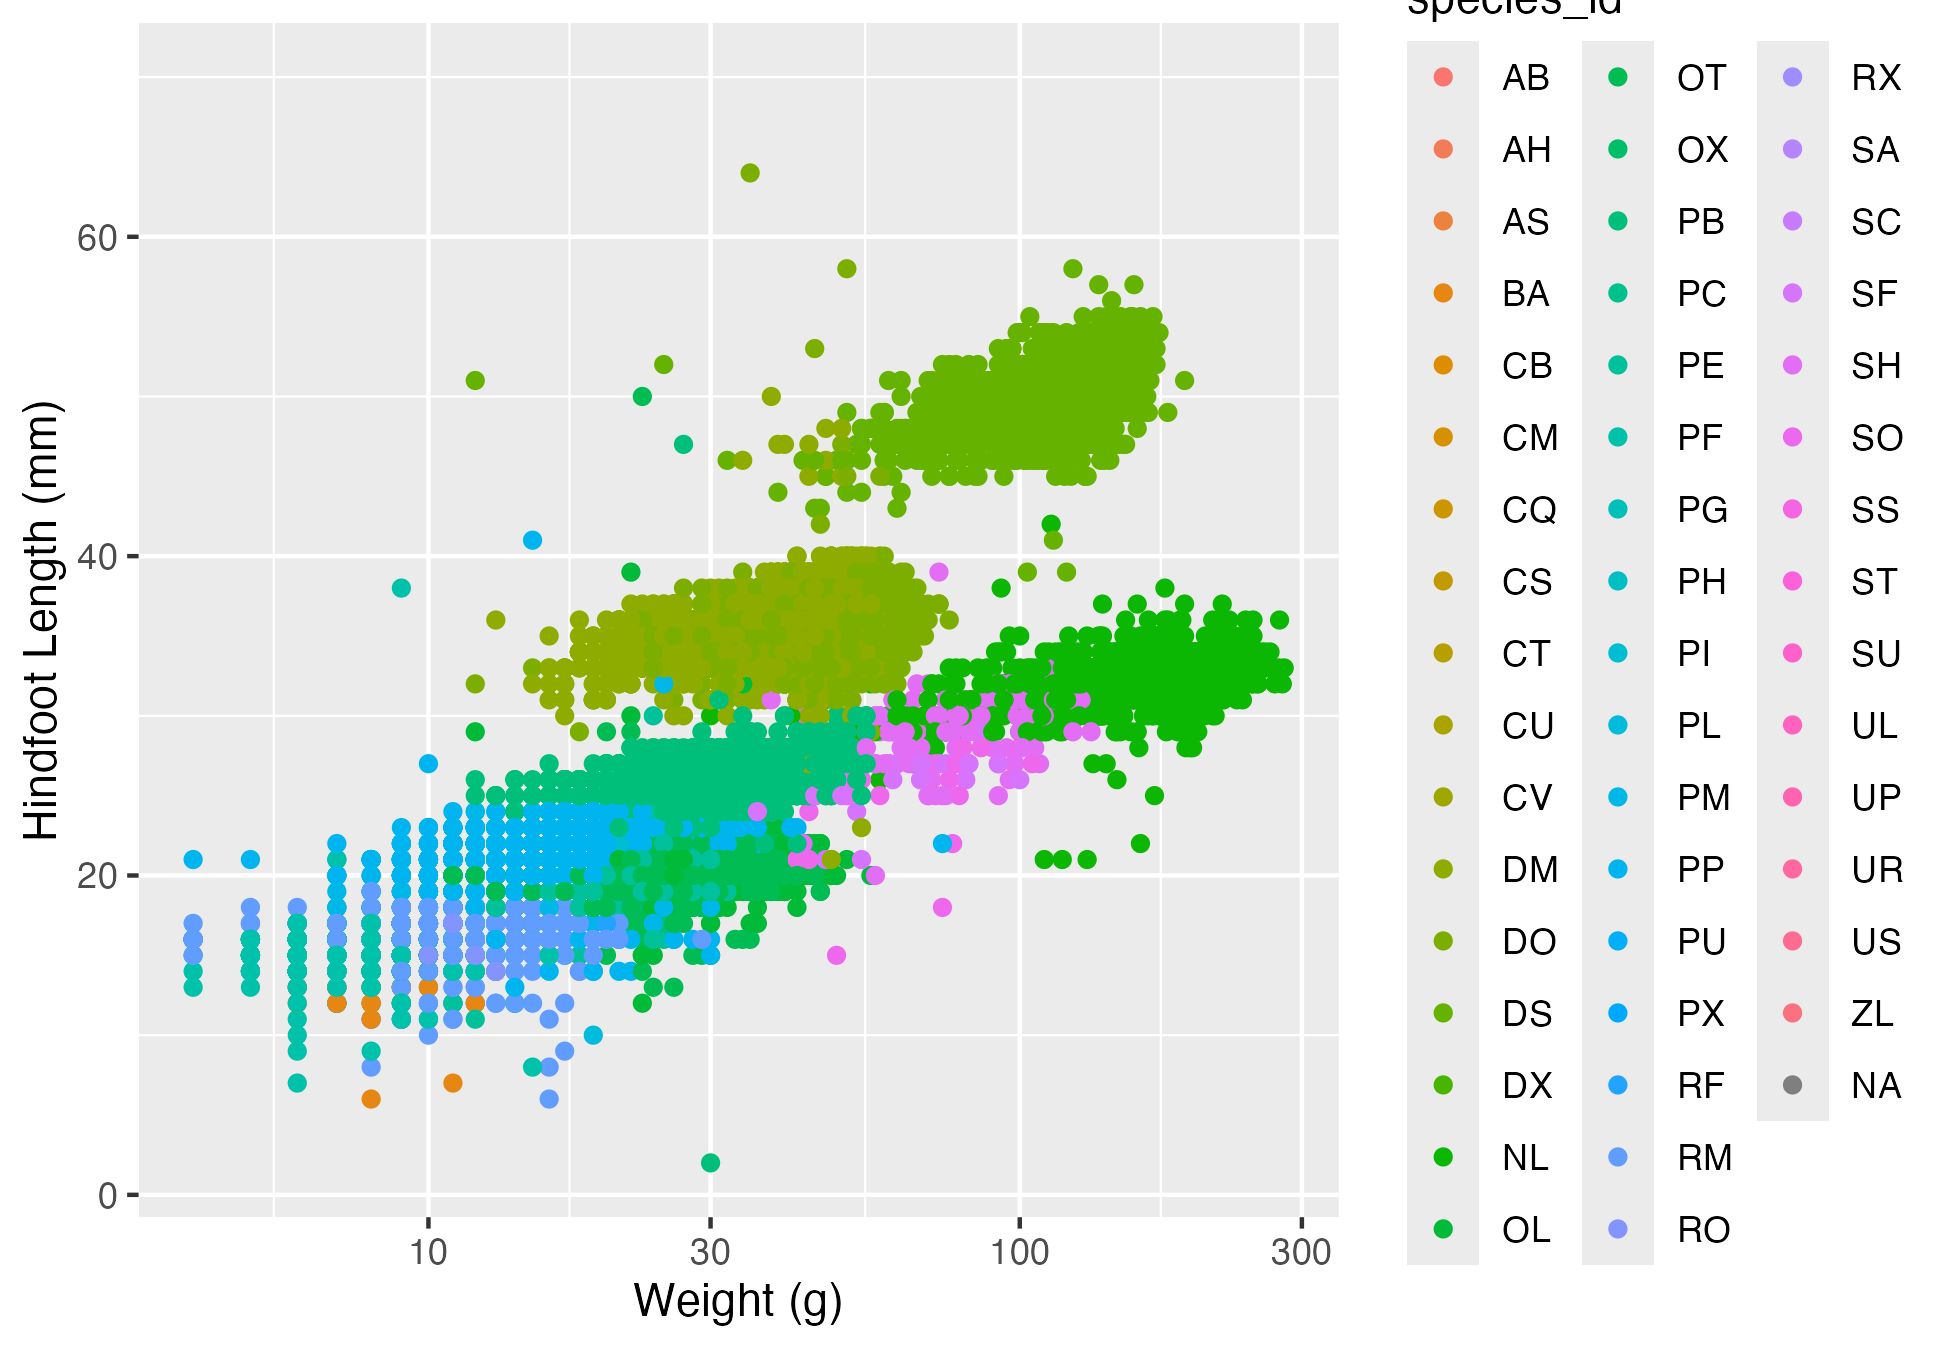 species_id
AB
AH
AS
BA
CB
CM
CQ
CS
CT
CU
CV
DM
DO
DS
DX
NL
OL
OT
OX
PB
PC
PE
PF
PG
PH
PI
PL
PM
PP
PU
PX
RF
RM
RO
RX
SA
SC
SF
SH
SO
SS
ST
SU
UL
UP
UR
US
ZL
NA
Hindfoot Length (mm)
60
40
20
0
10 30 100 300
Weight (g)